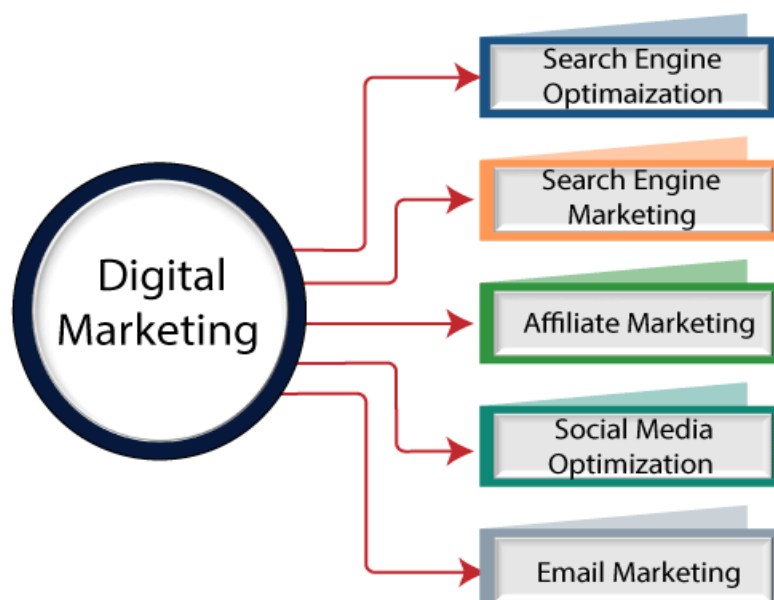 Digital
Marketing
Search Engine
Optimaization
Search Engine
Marketing
Affiliate Marketing
Social Media
Optimization
Email Marketing